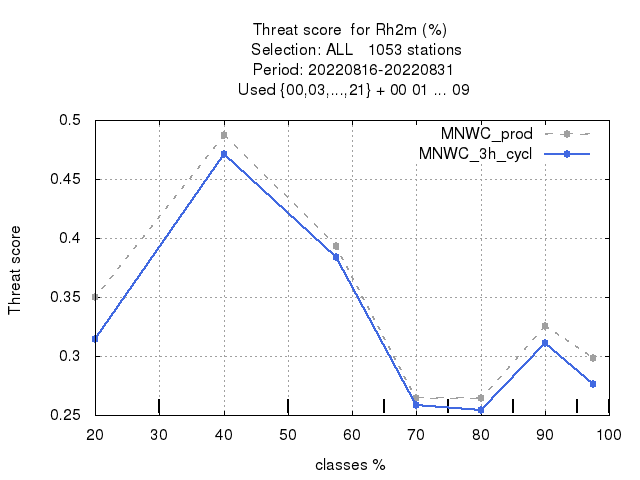 Threat score  for Rh2m (%)
Selection: ALL   1053 stations
Period: 20220816-20220831
Used {00,03,...,21} + 00 01 ... 09
MNWC_prod
MNWC_3h_cycl
0.5
0.45
0.4
0.35
0.3
0.25
Threat score
20 30 40 50 60 70 80 90 100
classes %